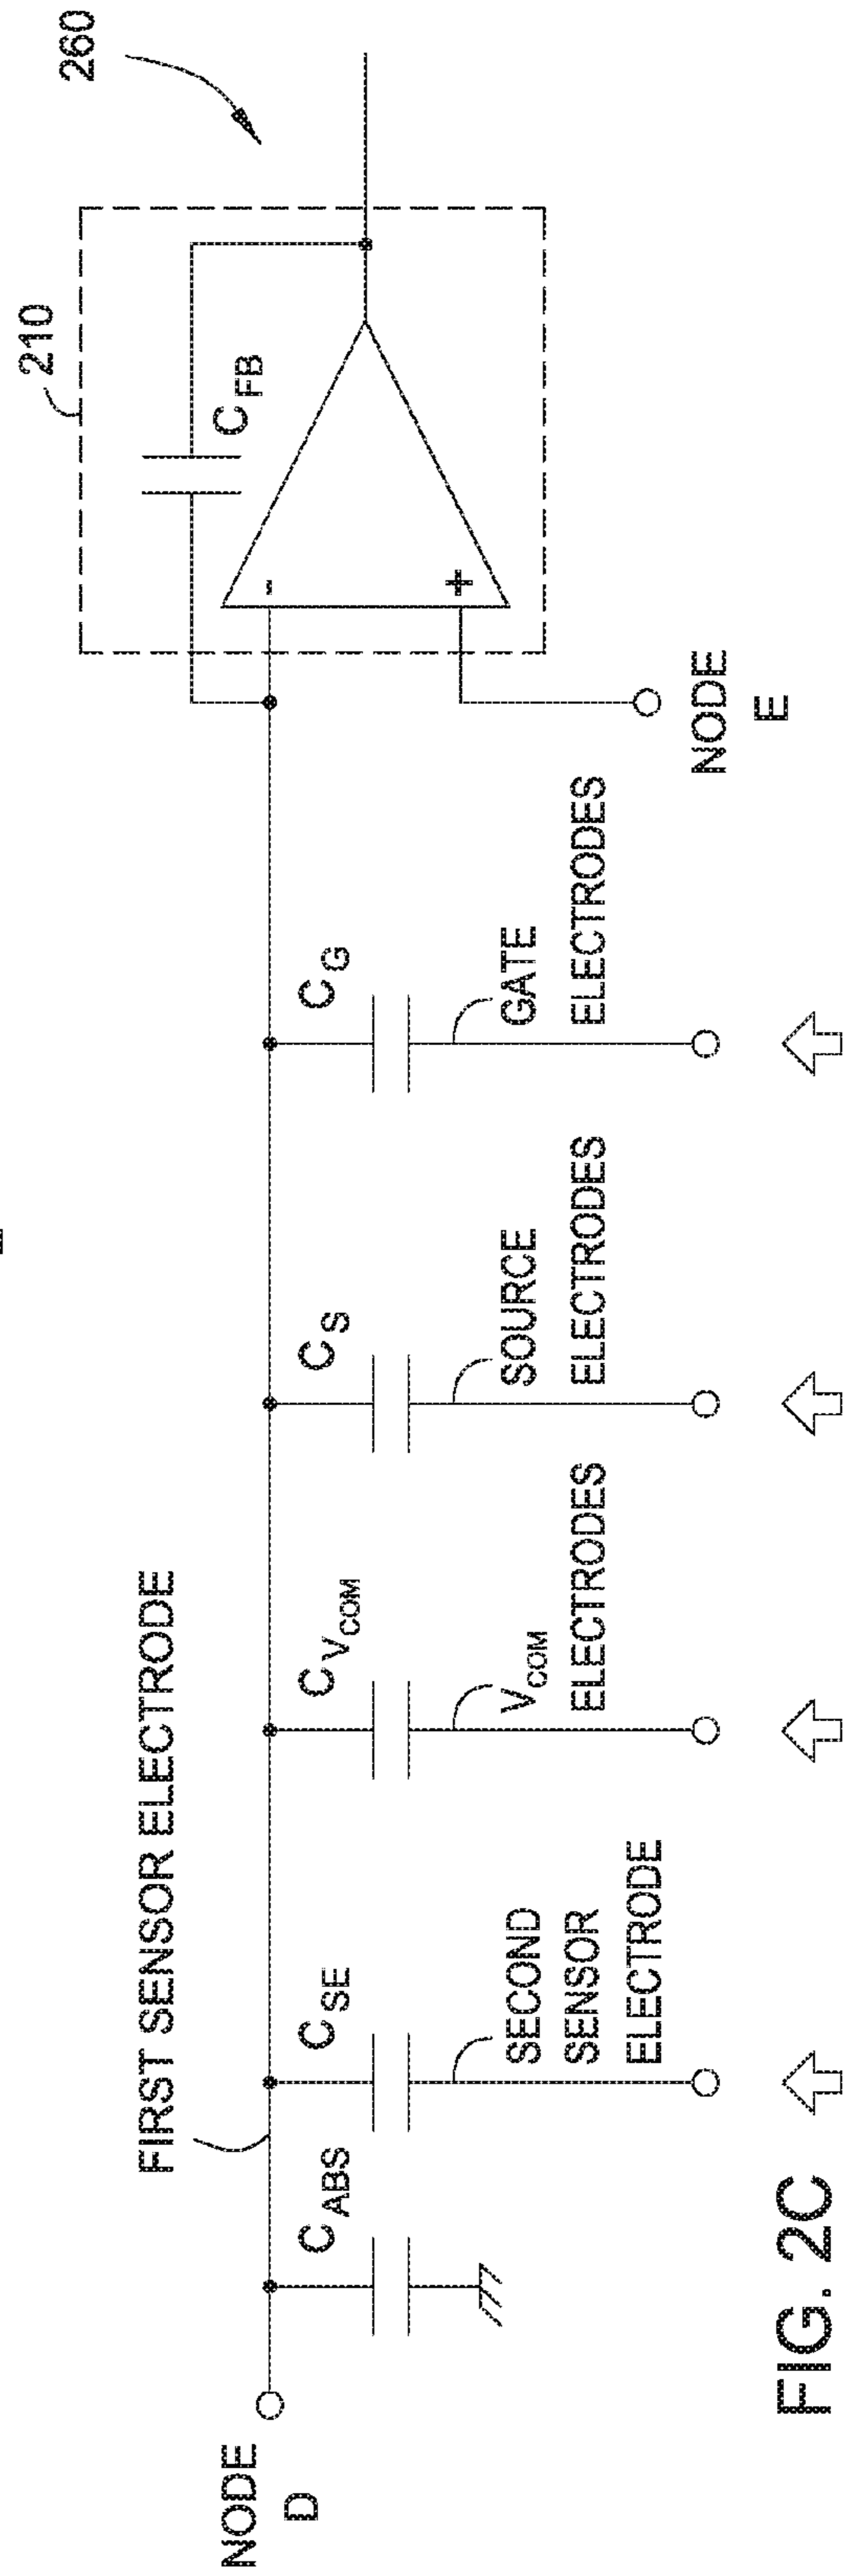 260
210
C_FB
-
+
NODE
E
C_G
GATE
ELECTRODES
C_S
SOURCE
ELECTRODES
FIRST SENSOR ELECTRODE
C_V_COM
V_COM
ELECTRODES
C_SE
SECOND
SENSOR
ELECTRODE
C_ABS
NODE
D
FIG. 2C